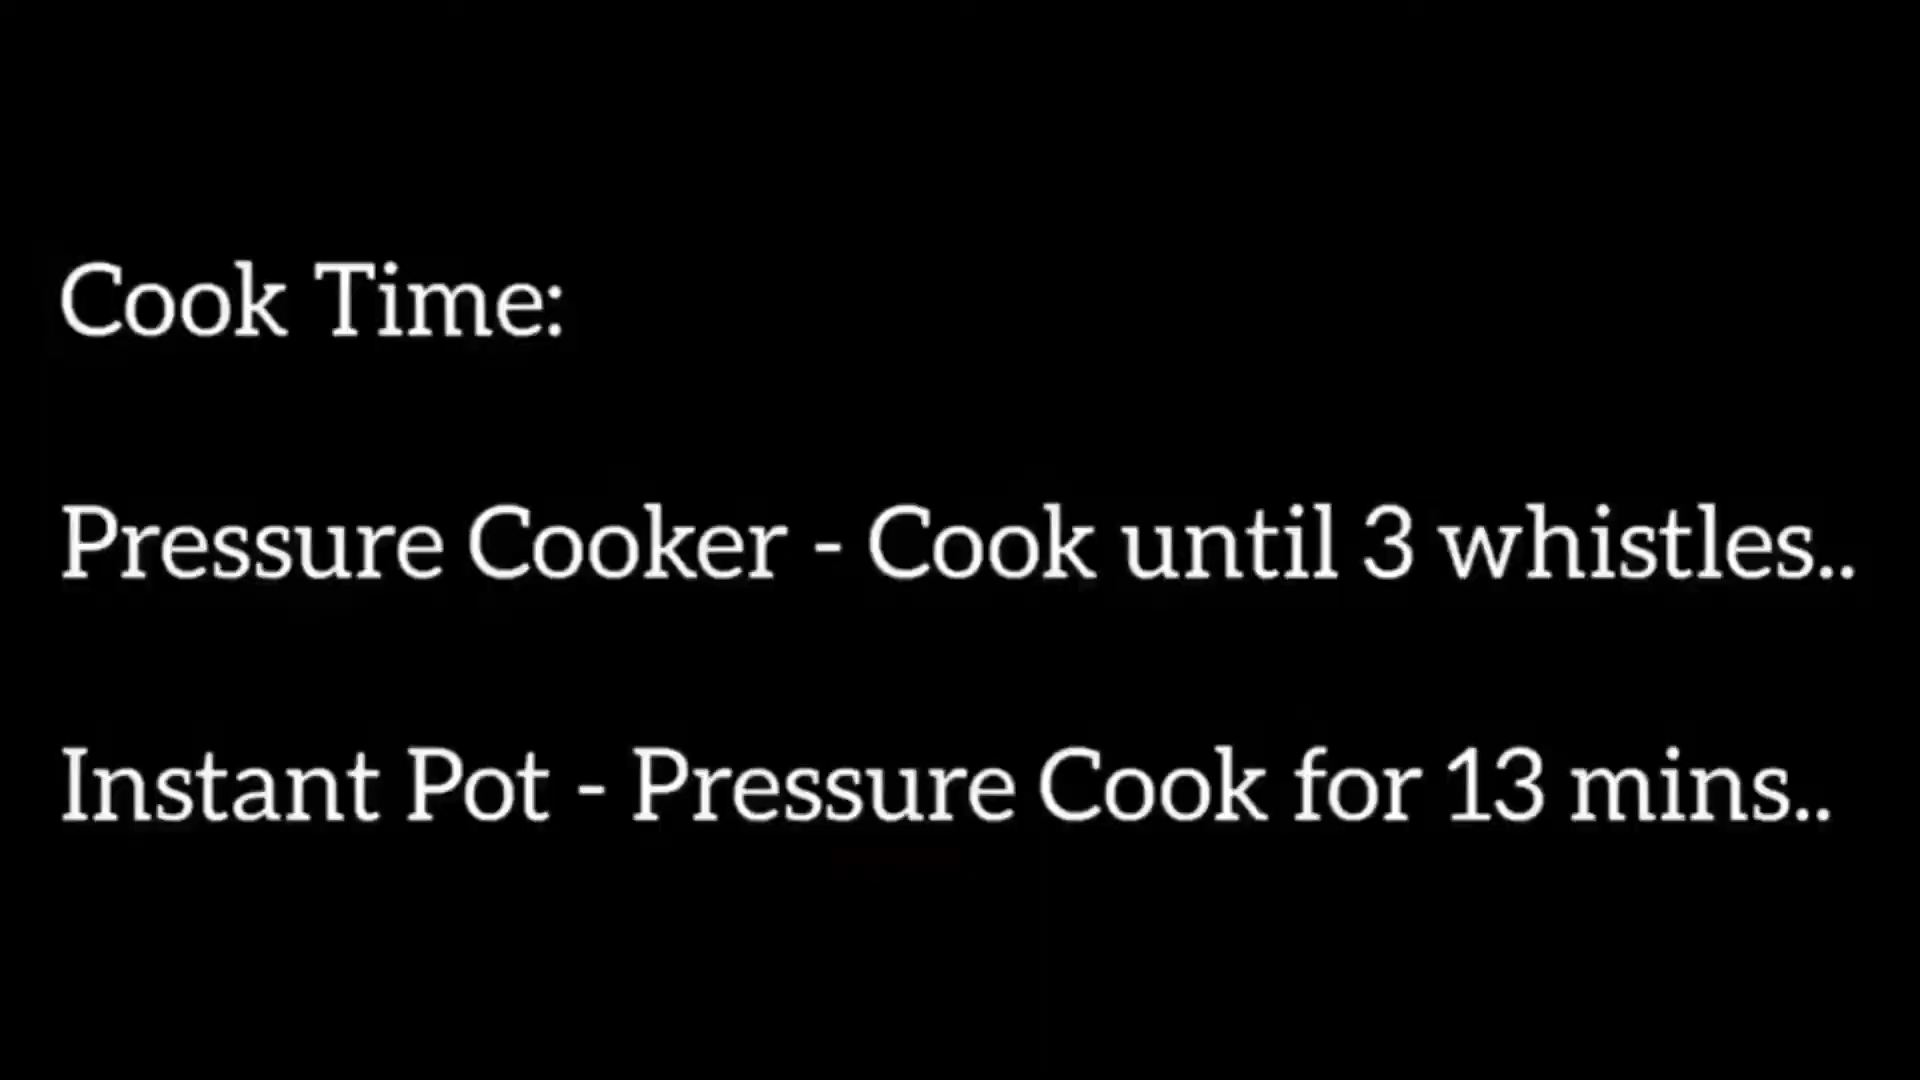 Cook Time:
Pressure Cooker - Cook until 3 whistles..
Instant Pot - Pressure Cook for 13 mins..